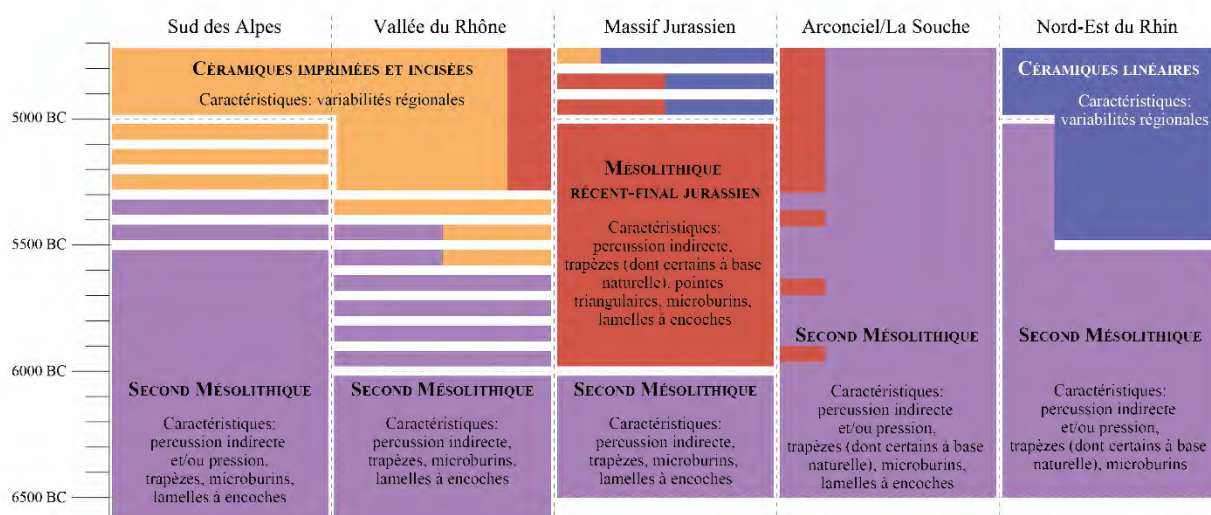 Sud des Alpes
Vallée du Rhône
Massif Jurassien
Arconciel/La Souche
Nord-Est du Rhin
CÉRAMIQUES IMPRIMÉES ET INCISÉES
Caractéristiques: variabilités régionales
CÉRAMIQUES LINÉAIRES
Caractéristiques:
variabilités régionales
5000 BC
5500 BC
6000 BC
6500 BC
MÉSOLITHIQUE
RÉCENT-FINAL JURASSIEN
Caractéristiques:
percussion indirecte,
trapèzes (dont certains à base
naturelle), pointes
triangulaires, microburins,
lamelles à encoches
SECOND MÉSOLITHIQUE
Caractéristiques:
percussion indirecte
et/ou pression,
trapèzes, microburins,
lamelles à encoches
SECOND MÉSOLITHIQUE
Caractéristiques:
percussion indirecte,
trapèzes, microburins,
lamelles à encoches
SECOND MÉSOLITHIQUE
Caractéristiques:
percussion indirecte,
trapèzes, microburins,
lamelles à encoches
SECOND MÉSOLITHIQUE
Caractéristiques:
percussion indirecte
et/ou pression,
trapèzes (dont certains à base
naturelle), microburins,
lamelles à encoches
SECOND MÉSOLITHIQUE
Caractéristiques:
percussion indirecte
et/ou pression,
trapèzes (dont certains à base
naturelle), microburins